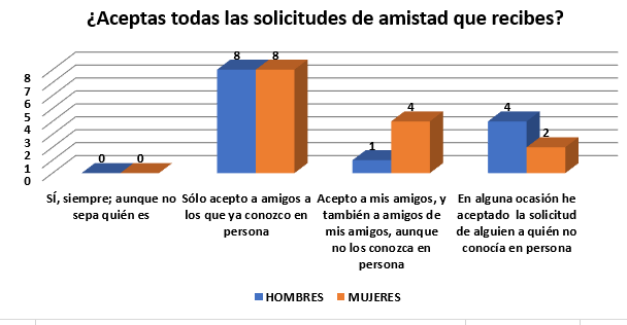 ¿Aceptas todas las solicitudes de amistad que recibes?
8
7
6
5
4
3
2
1
0
0 0
8 8
1 4
4 2
SÍ, siempre; aunque no
sepa quién es
Sólo acepto a amigos a
los que ya conozco en
persona
Acepto a mis amigos, y
también a amigos de
mis amigos, aunque
no los conozca en
persona
En alguna ocasión he
aceptado la solicitud
de alguien a quién no
conocía en persona
HOMBRES MUJERES